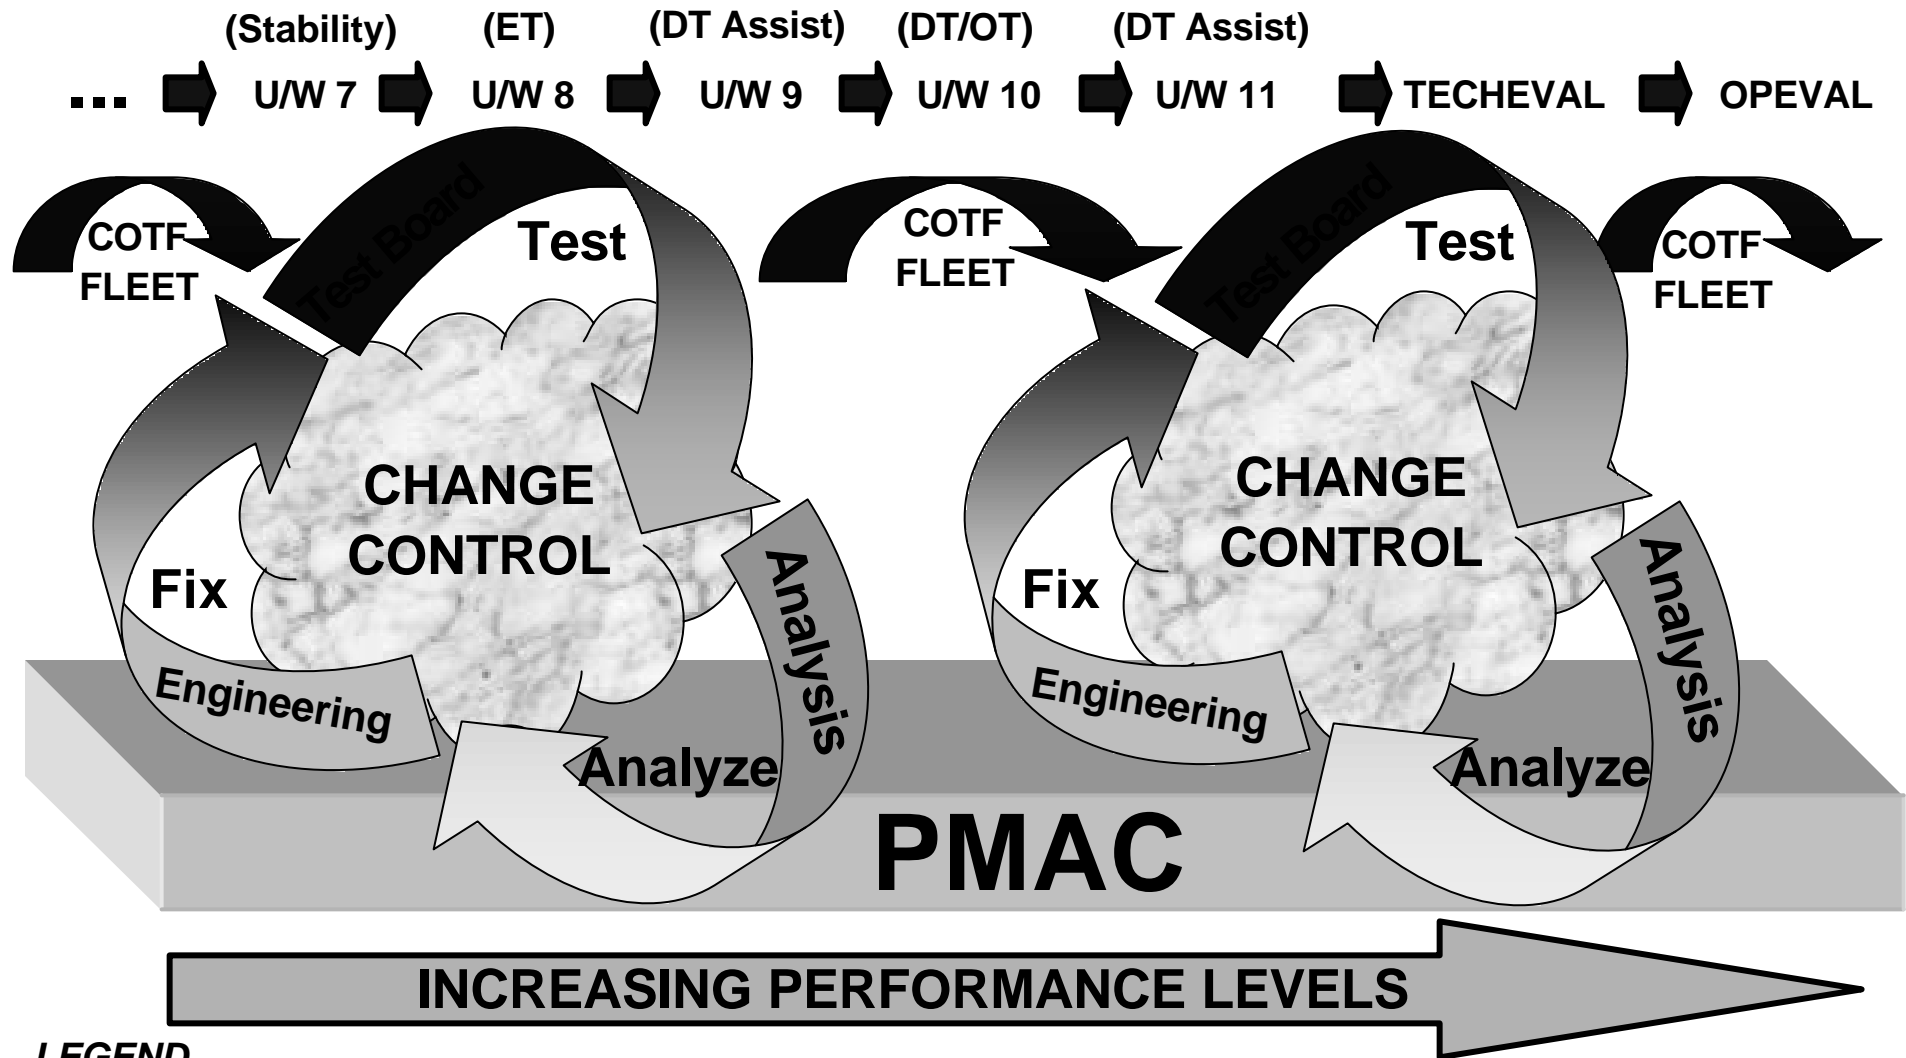 (Stability) (ET) (DT Assist) (DT/OT) (DT Assist)
... U/W 7 U/W 8 U/W 9 U/W 10 U/W 11 TECHEVAL OPEVAL
COTF
FLEET
Test Board
Test
CHANGE
CONTROL
Fix
Engineering
Analysis
Analyze
COTF
FLEET
Test Board
Test
CHANGE
CONTROL
Fix
Engineering
Analysis
Analyze
COTF
FLEET
PMAC
INCREASING PERFORMANCE LEVELS
LEGEND